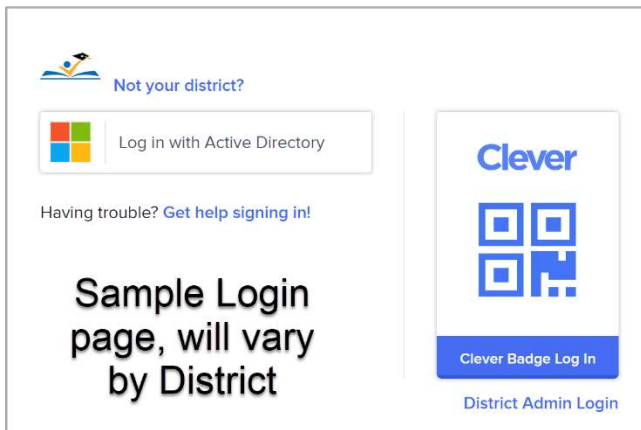 Not your district?
Log in with Active Directory
Having trouble? Get help signing in!
Sample Login
page, will vary
by District
Clever
Clever Badge Log In
District Admin Login